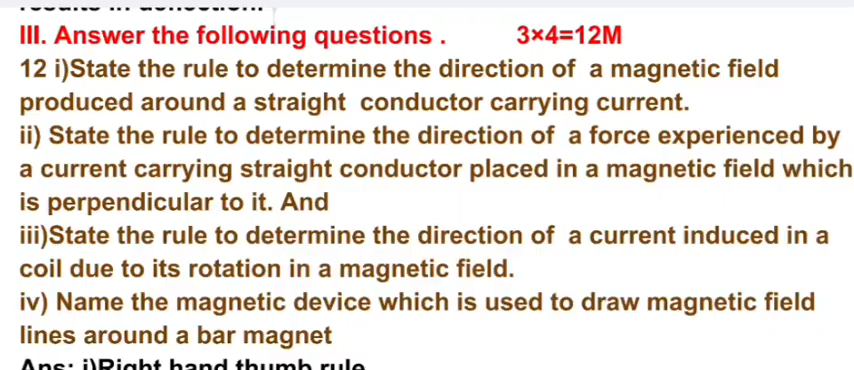 III. Answer the following questions . 3×4=12M
12 i)State the rule to determine the direction of a magnetic field
produced around a straight conductor carrying current.
ii) State the rule to determine the direction of a force experienced by
a current carrying straight conductor placed in a magnetic field which
is perpendicular to it. And
iii)State the rule to determine the direction of a current induced in a
coil due to its rotation in a magnetic field.
iv) Name the magnetic device which is used to draw magnetic field
lines around a bar magnet
Ans: i)Right hand thumb rule